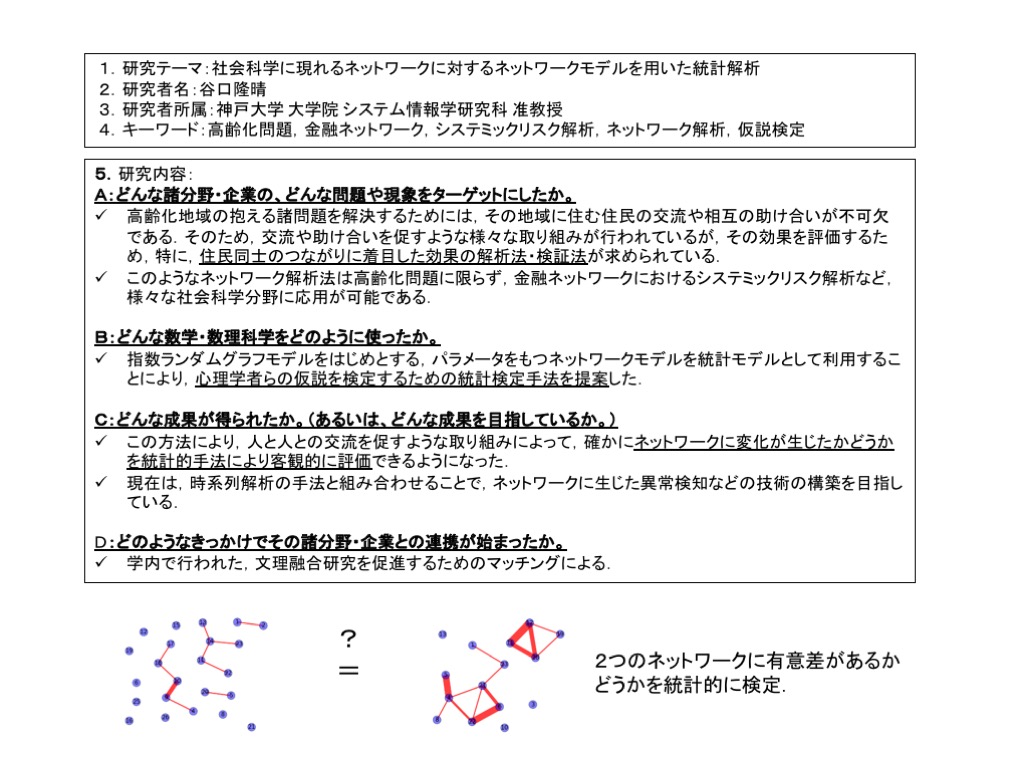 1. 研究テーマ:社会科学に現れるネットワークに対するネットワークモデルを用いた統計解析
2. 研究者名:谷口隆晴
3. 研究者所属:神戸大学 大学院 システム情報学研究科 准教授
4. キーワード:高齢化問題, 金融ネットワーク, システミックリスク解析, ネットワーク解析, 仮説検定
5. 研究内容:
A:どんな諸分野・企業の、どんな問題や現象をターゲットにしたか。
✓ 高齢化地域の抱える諸問題を解決するためには, その地域に住む住民の交流や相互の助け合いが不可欠
である. そのため, 交流や助け合いを促すような様々な取り組みが行われているが, その効果を評価するた
め, 特に, 住民同士のつながりに着目した効果の解析法・検証法が求められている.
✓ このようなネットワーク解析法は高齢化問題に限らず, 金融ネットワークにおけるシステミックリスク解析など,
様々な社会科学分野に応用が可能である.
B:どんな数学・数理科学をどのように使ったか。
✓ 指数ランダムグラフモデルをはじめとする, パラメータをもつネットワークモデルを統計モデルとして利用するこ
とにより, 心理学者らの仮説を検定するための統計検定手法を提案した.
C:どんな成果が得られたか。(あるいは、どんな成果を目指しているか。)
✓ この方法により, 人と人との交流を促すような取り組みによって, 確かにネットワークに変化が生じたかどうか
を統計的手法により客観的に評価できるようになった.
✓ 現在は, 時系列解析の手法と組み合わせることで, ネットワークに生じた異常検知などの技術の構築を目指し
ている.
D:どのようなきっかけでその諸分野・企業との連携が始まったか。
✓ 学内で行われた, 文理融合研究を促進するためのマッチングによる.
?
=
2つのネットワークに有意差があるか
どうかを統計的に検定.